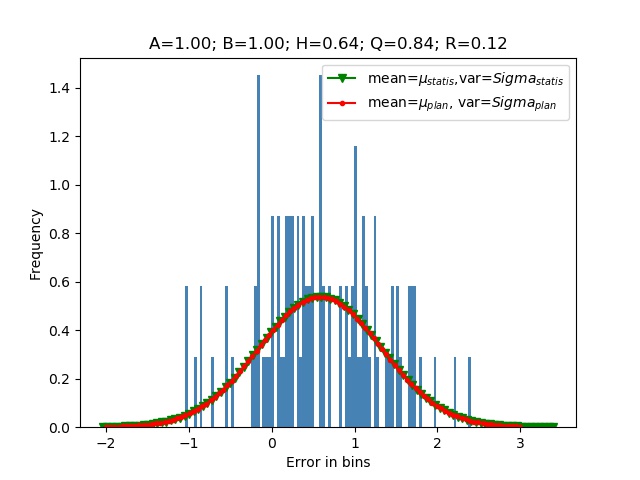 A=1.00; B=1.00; H=0.64; Q=0.84; R=0.12
mean=μstatis,var=Sigmastatis
mean=μplan, var=Sigmaplan
1.4
1.2
1.0
0.8
0.6
0.4
0.2
0.0
Frequency
−2 −1 0 1 2 3
Error in bins